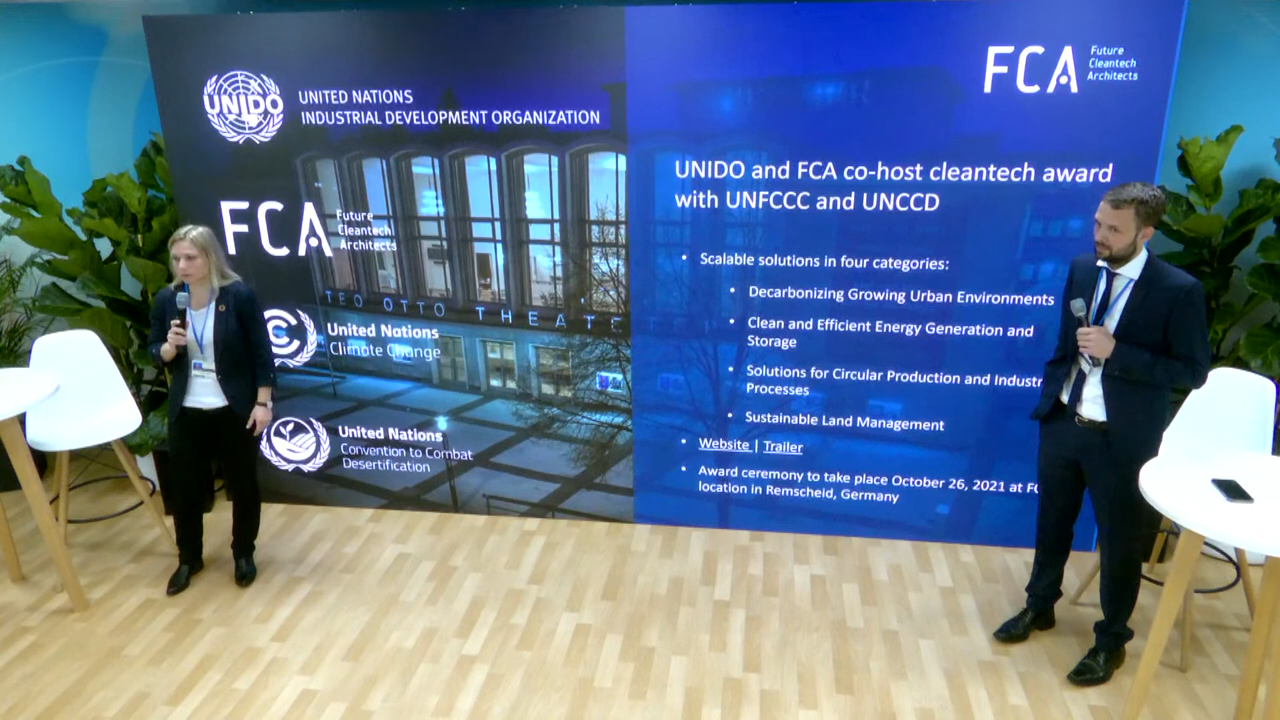 UNIDO
UNITED NATIONS
INDUSTRIAL DEVELOPMENT ORGANIZATION
FCA
Future
Cleantech
Architects
TEO OTTO THEATE
United Nations
Climate Change
United Nations
Convention to Combat
Desertification
FCA
Future
Cleantech
Architects
UNIDO and FCA co-host cleantech award
with UNFCCC and UNCCD
• Scalable solutions in four categories:
• Decarbonizing Growing Urban Environments
• Clean and Efficient Energy Generation and
Storage
• Solutions for Circular Production and Industr
Processes
• Sustainable Land Management
• Website | Trailer
• Award ceremony to take place October 26, 2021 at
location in Remscheid, Germany